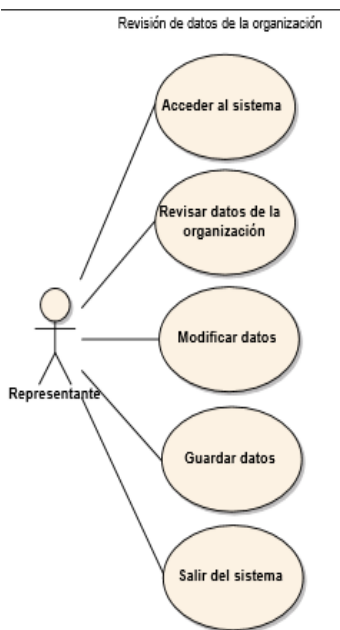 Revisión de datos de la organización
Acceder al sistema
Revisar datos de la
organización
Modificar datos
Representante
Guardar datos
Salir del sistema